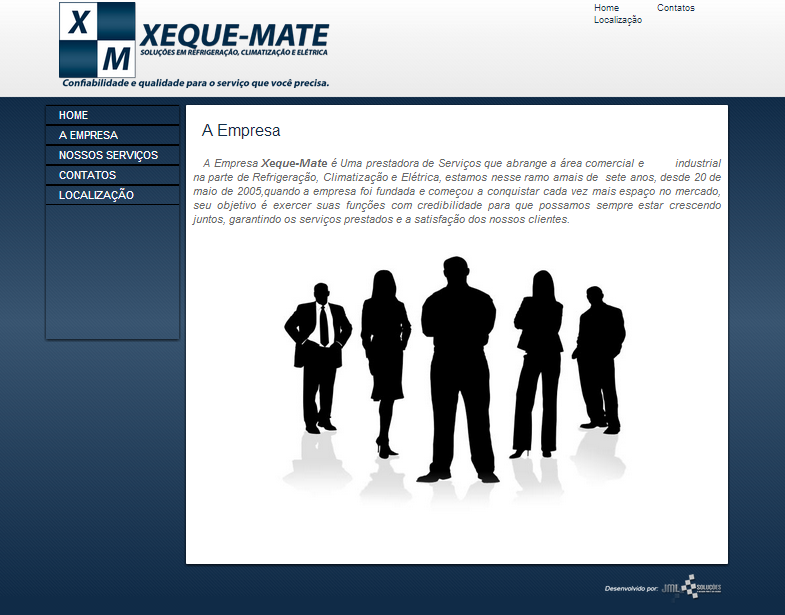 X
M
XEQUE-MATE
SOLUÇÕES EM REFRIGERAÇÃO, CLIMATIZAÇÃO E ELÉTRICA
Confiabilidade e qualidade para o serviço que você precisa.
Home Contatos
Localização
HOME
A EMPRESA
NOSSOS SERVIÇOS
CONTATOS
LOCALIZAÇÃO
A Empresa
A Empresa Xeque-Mate é Uma prestadora de Serviços que abrange a área comercial e industrial
na parte de Refrigeração, Climatização e Elétrica, estamos nesse ramo amais de sete anos, desde 20 de
maio de 2005,quando a empresa foi fundada e começou a conquistar cada vez mais espaço no mercado,
seu objetivo é exercer suas funções com credibilidade para que possamos sempre estar crescendo
juntos, garantindo os serviços prestados e a satisfação dos nossos clientes.
Desenvolvido por: JML SOLUÇÕES